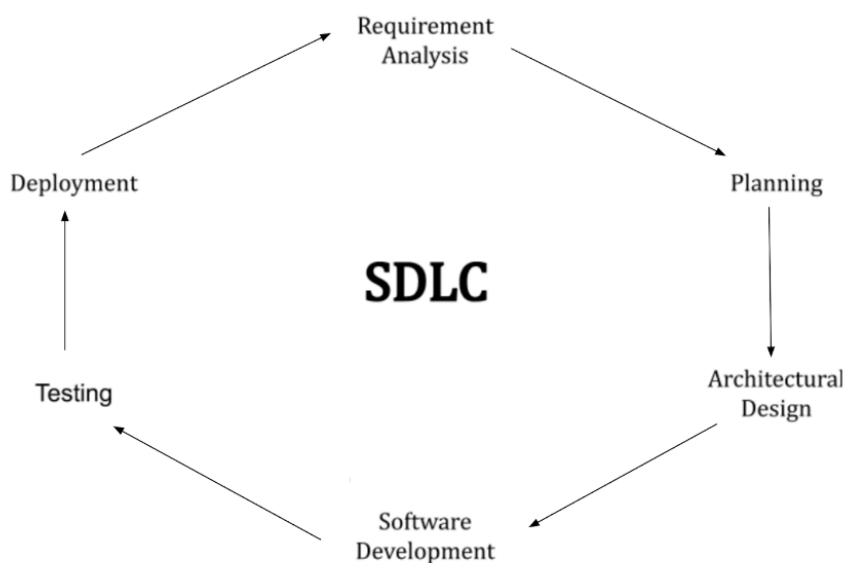 Requirement
Analysis
Deployment
Planning
SDLC
Testing
Architectural
Design
Software
Development